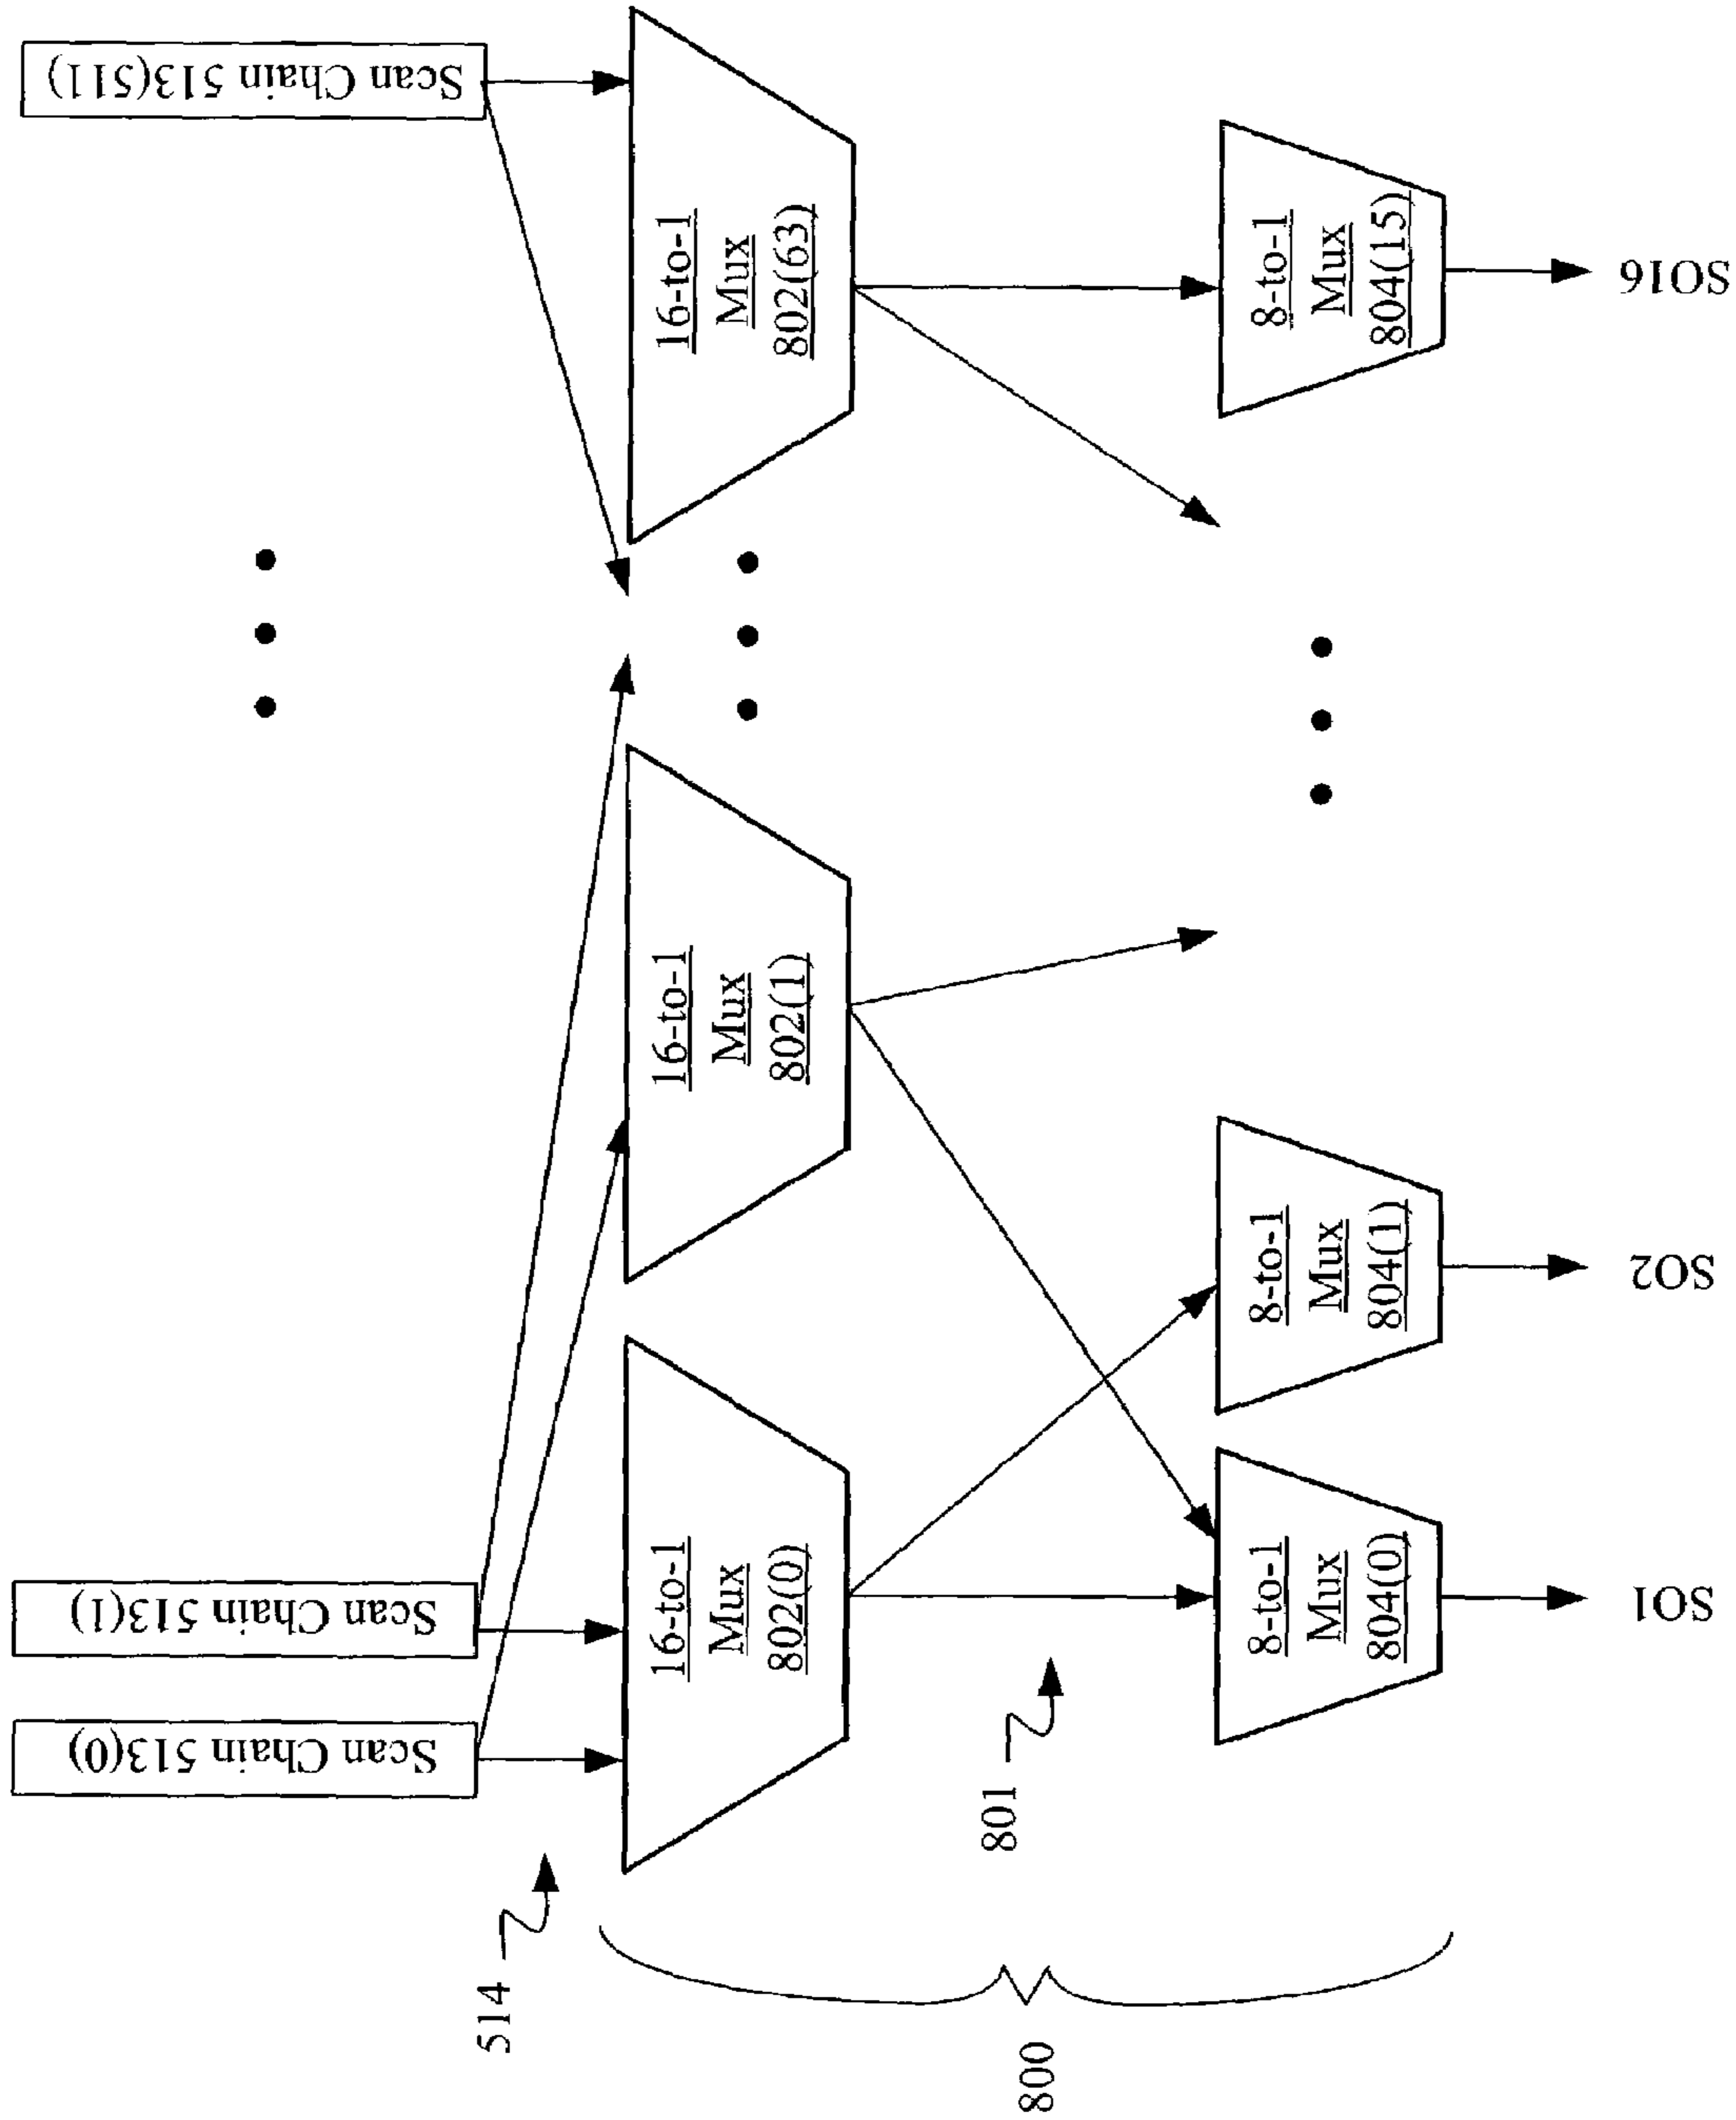 Scan Chain 513(0)
Scan Chain 513(1)
Scan Chain 513(511)
514
16-to-1
Mux
802(0)
16-to-1
Mux
802(1)
16-to-1
Mux
802(63)
800
801
8-to-1
Mux
804(0)
8-to-1
Mux
804(1)
8-to-1
Mux
804(15)
SO1
SO2
SO16